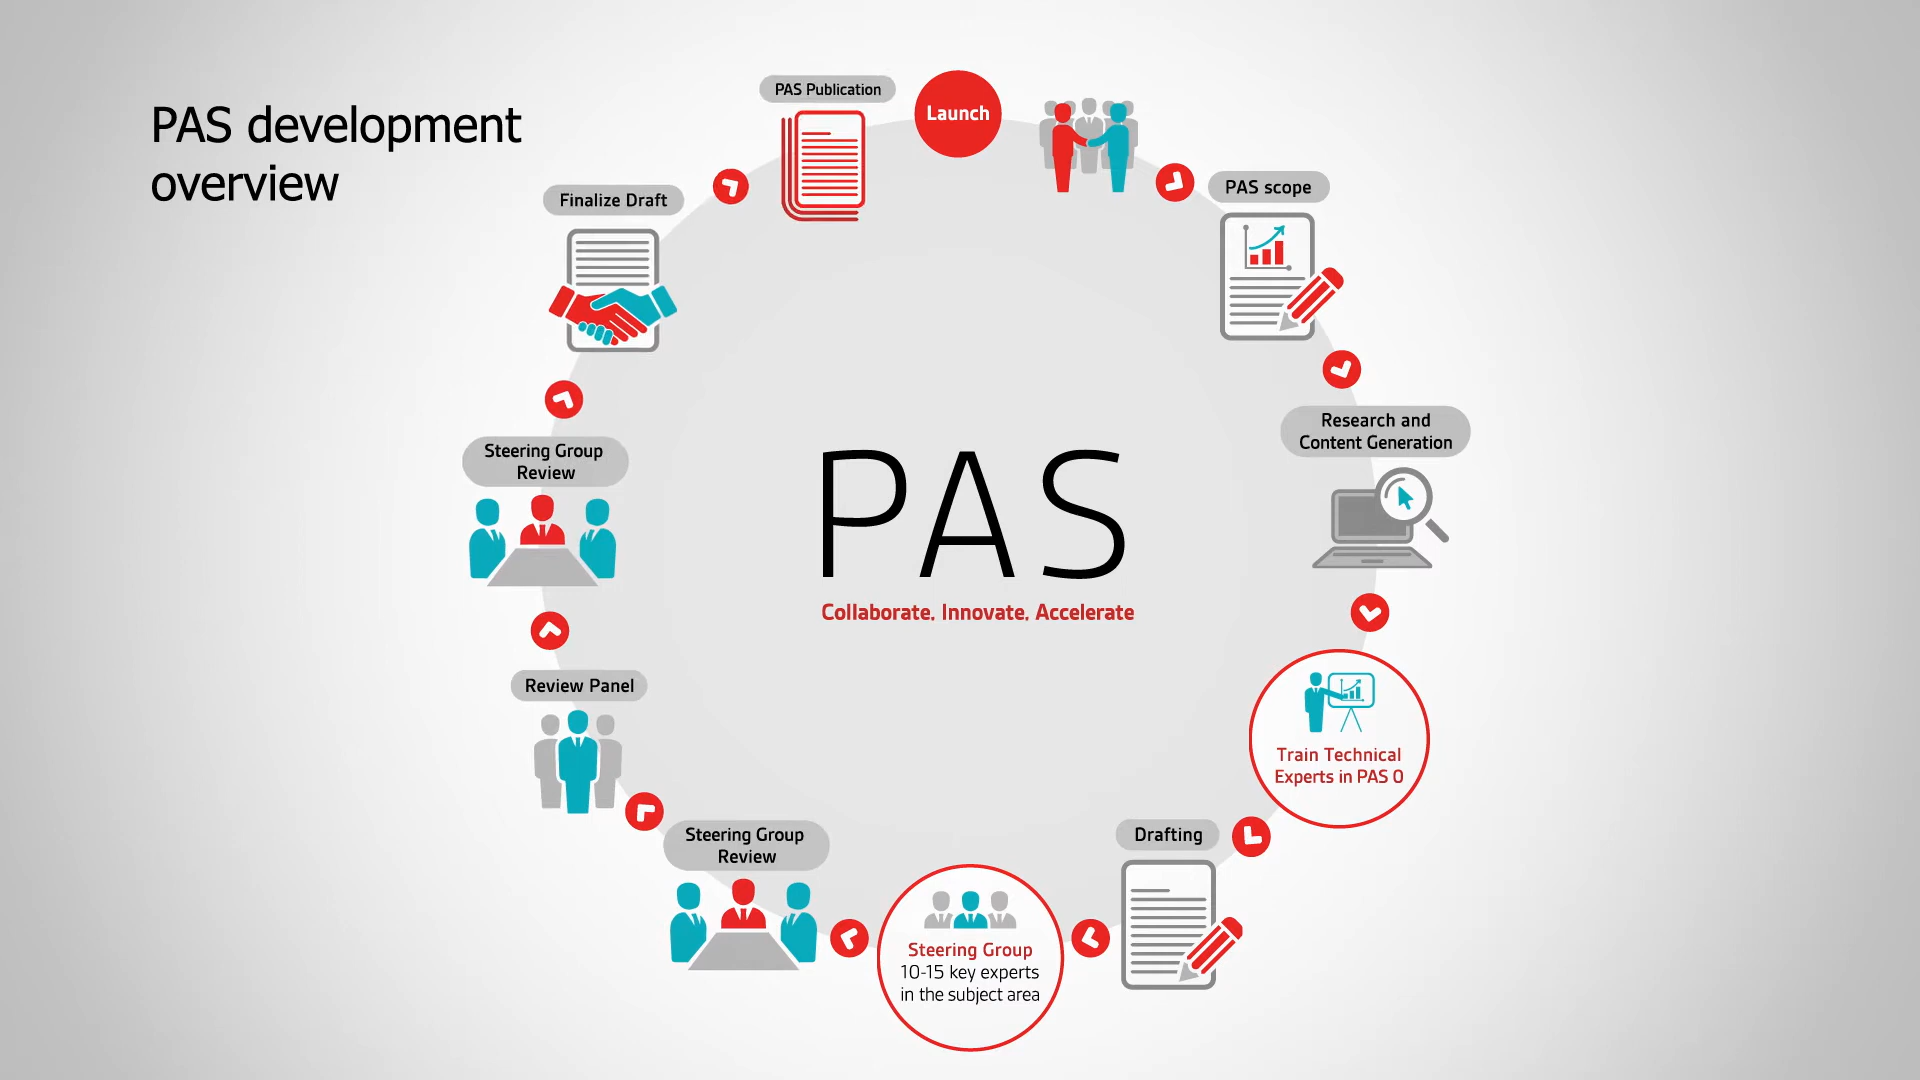 PAS development
overview
Launch
PAS scope
Research and
Content Generation
Train Technical
Experts in PAS 0
Drafting
Steering Group
10-15 key experts
in the subject area
Steering Group
Review
Review Panel
Steering Group
Review
Finalize Draft
PAS Publication
PAS
Collaborate. Innovate. Accelerate